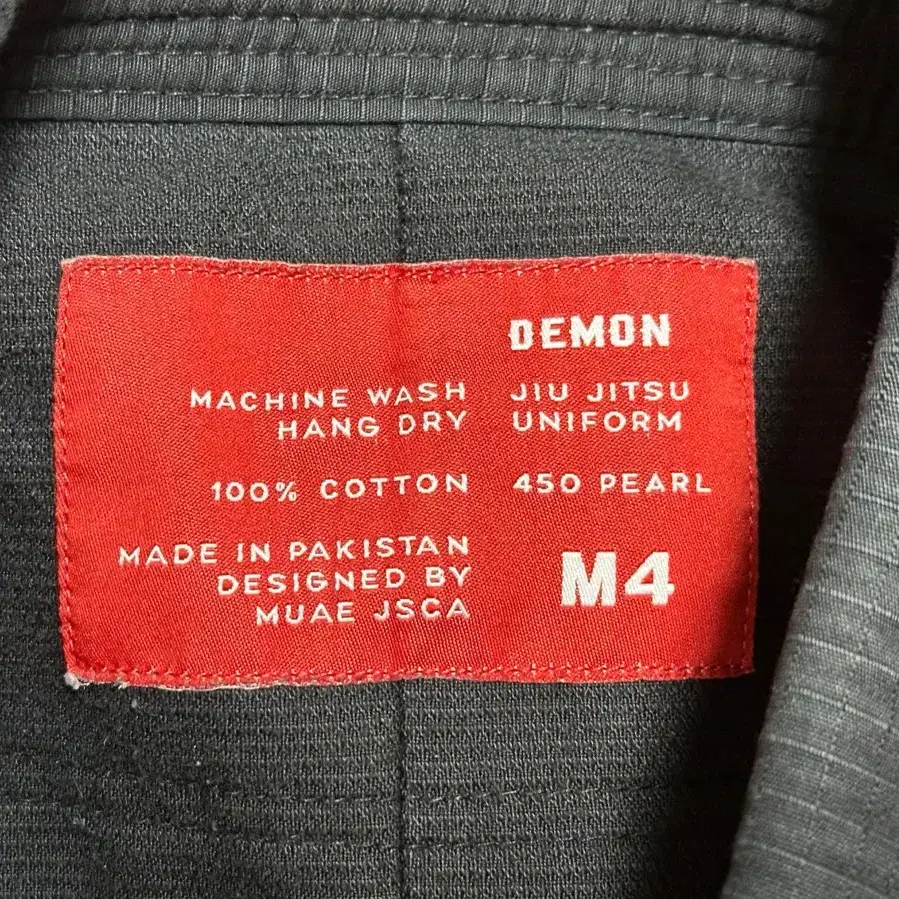 DEMON
MACHINE WASH
HANG DRY
JIU JITSU
UNIFORM
100% COTTON
450 PEARL
MADE IN PAKISTAN
DESIGNED BY
MUAE JSCA
M4